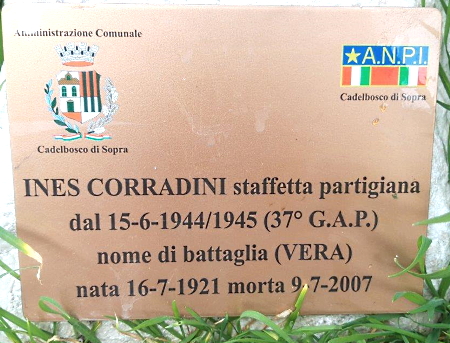 Amministrazione Comunale
Cadelbosco di Sopra
A.N.P.I.
Cadelbosco di Sopra
INES CORRADINI staffetta partigiana
dal 15-6-1944/1945 (37° G.A.P.)
nome di battaglia (VERA)
nata 16-7-1921 morta 9-7-2007